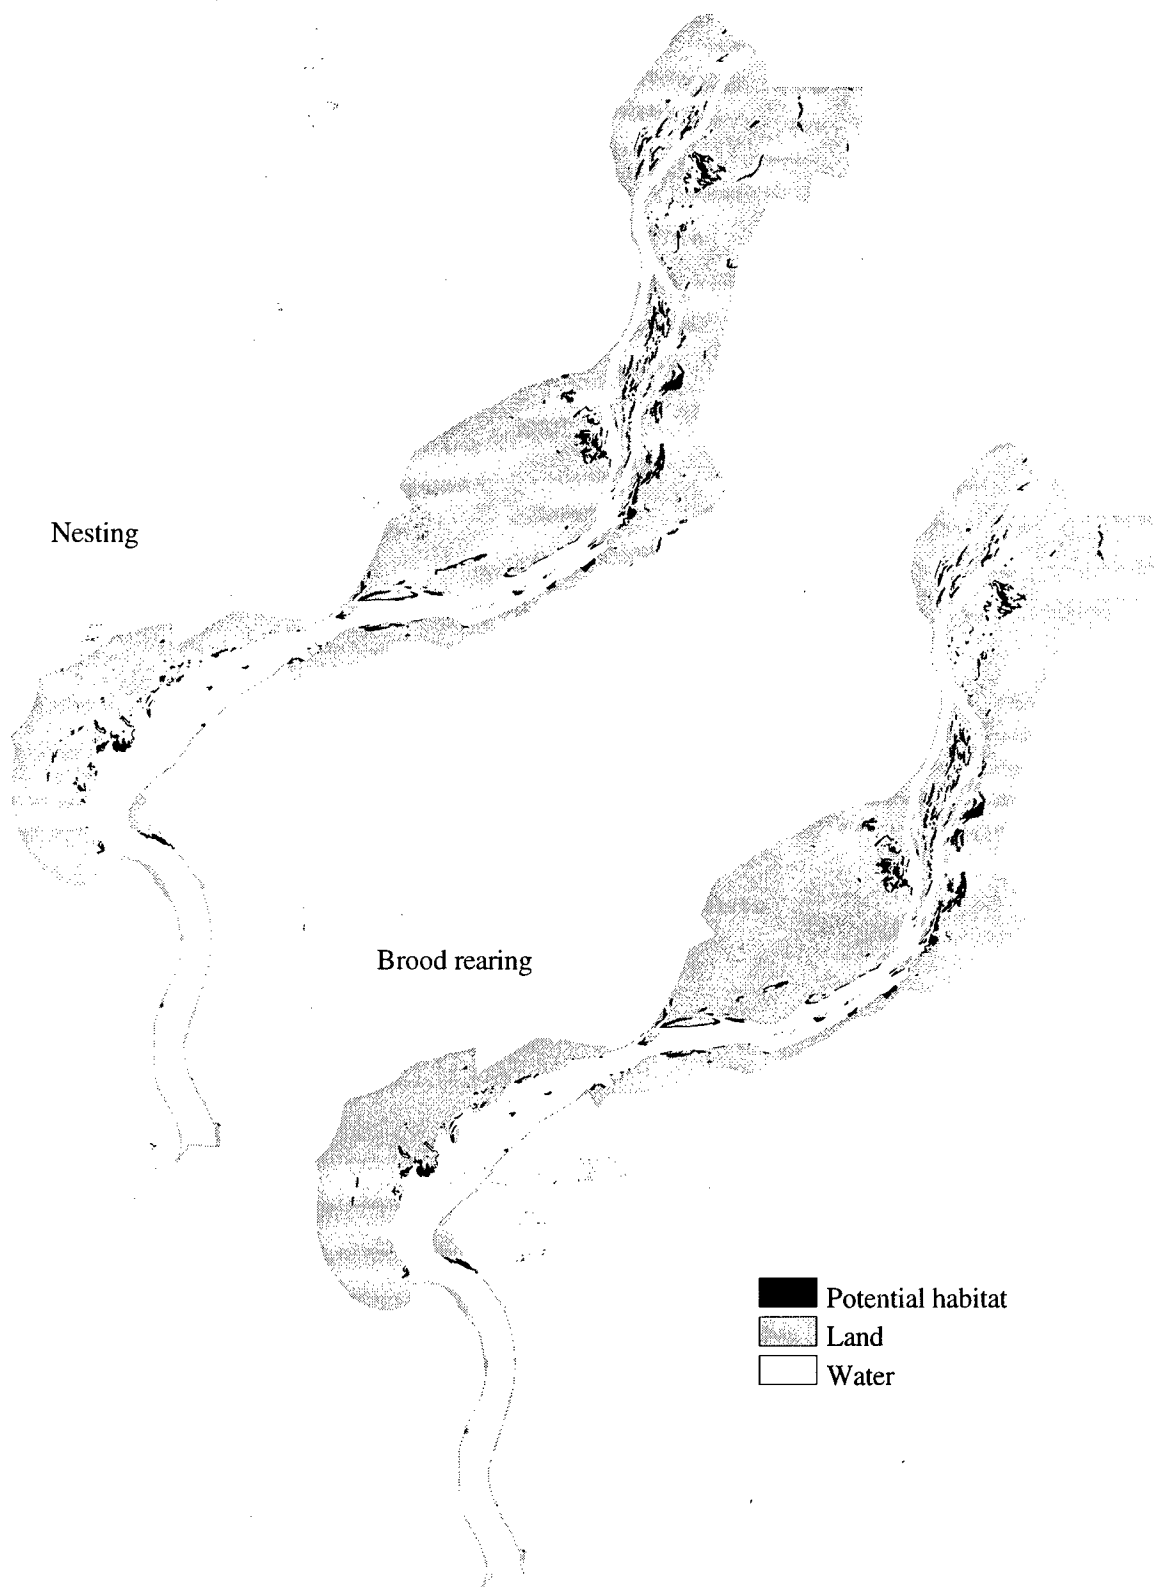 Nesting
Brood rearing
Potential habitat
Land
Water